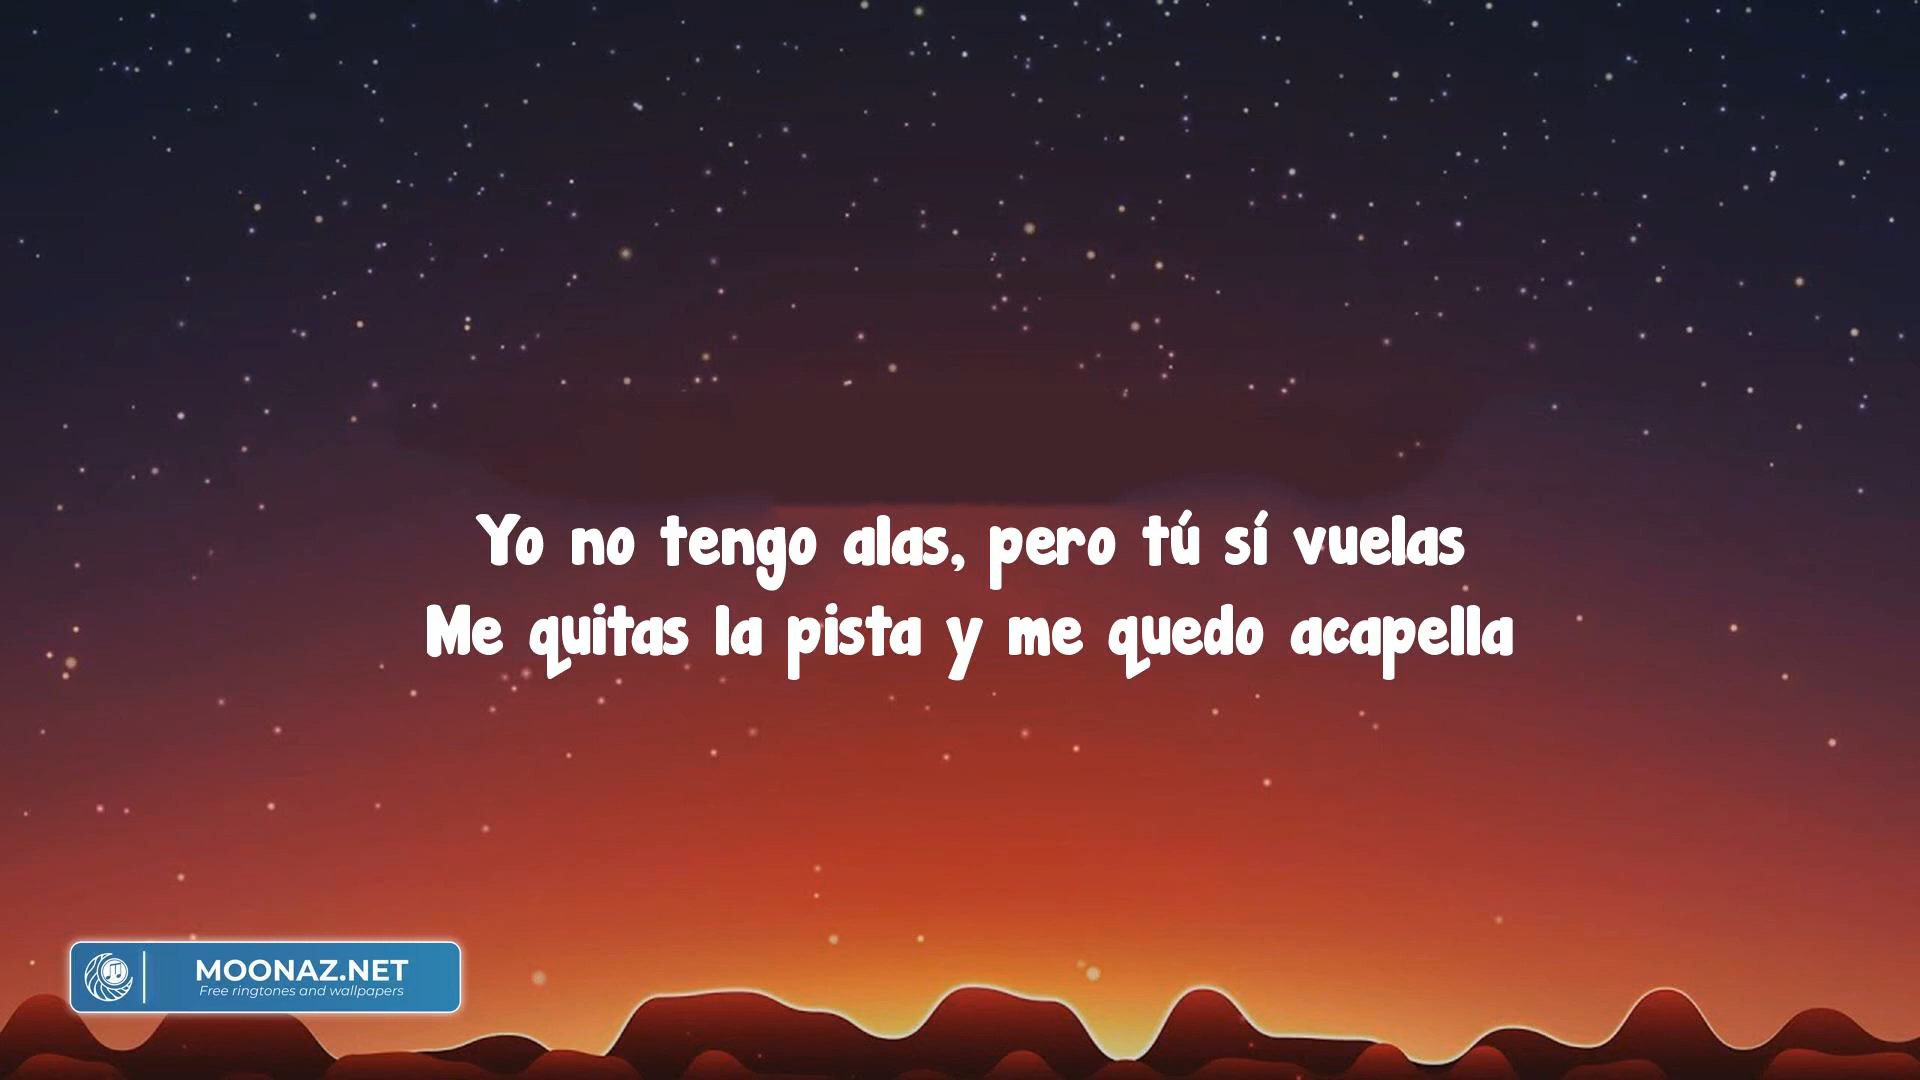 Yo no tengo alas, pero tú sí vuelas
Me quitas la pista y me quedo acapella
MOONAZ.NET
Free ringtones and wallpapers